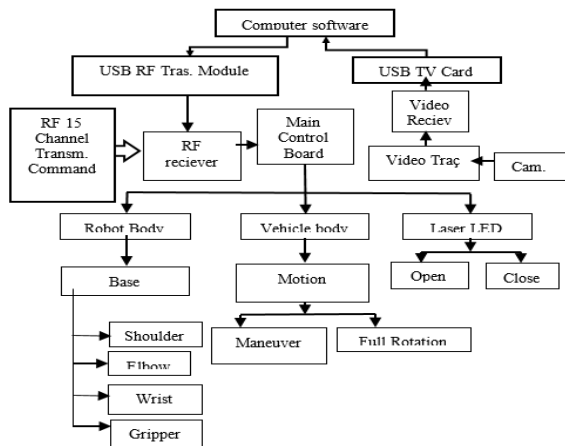 Computer software
USB RF Tras. Module
USB TV Card
RF 15
Channel
Transm.
Command
RF
reciever
Main
Control
Board
Video
Reciev
Video Traç
Cam.
Robot Body
Vehicle body
Laser LED
Base
Motion
Open
Close
Shoulder
Elbow
Wrist
Gripper
Maneuver
Full Rotation